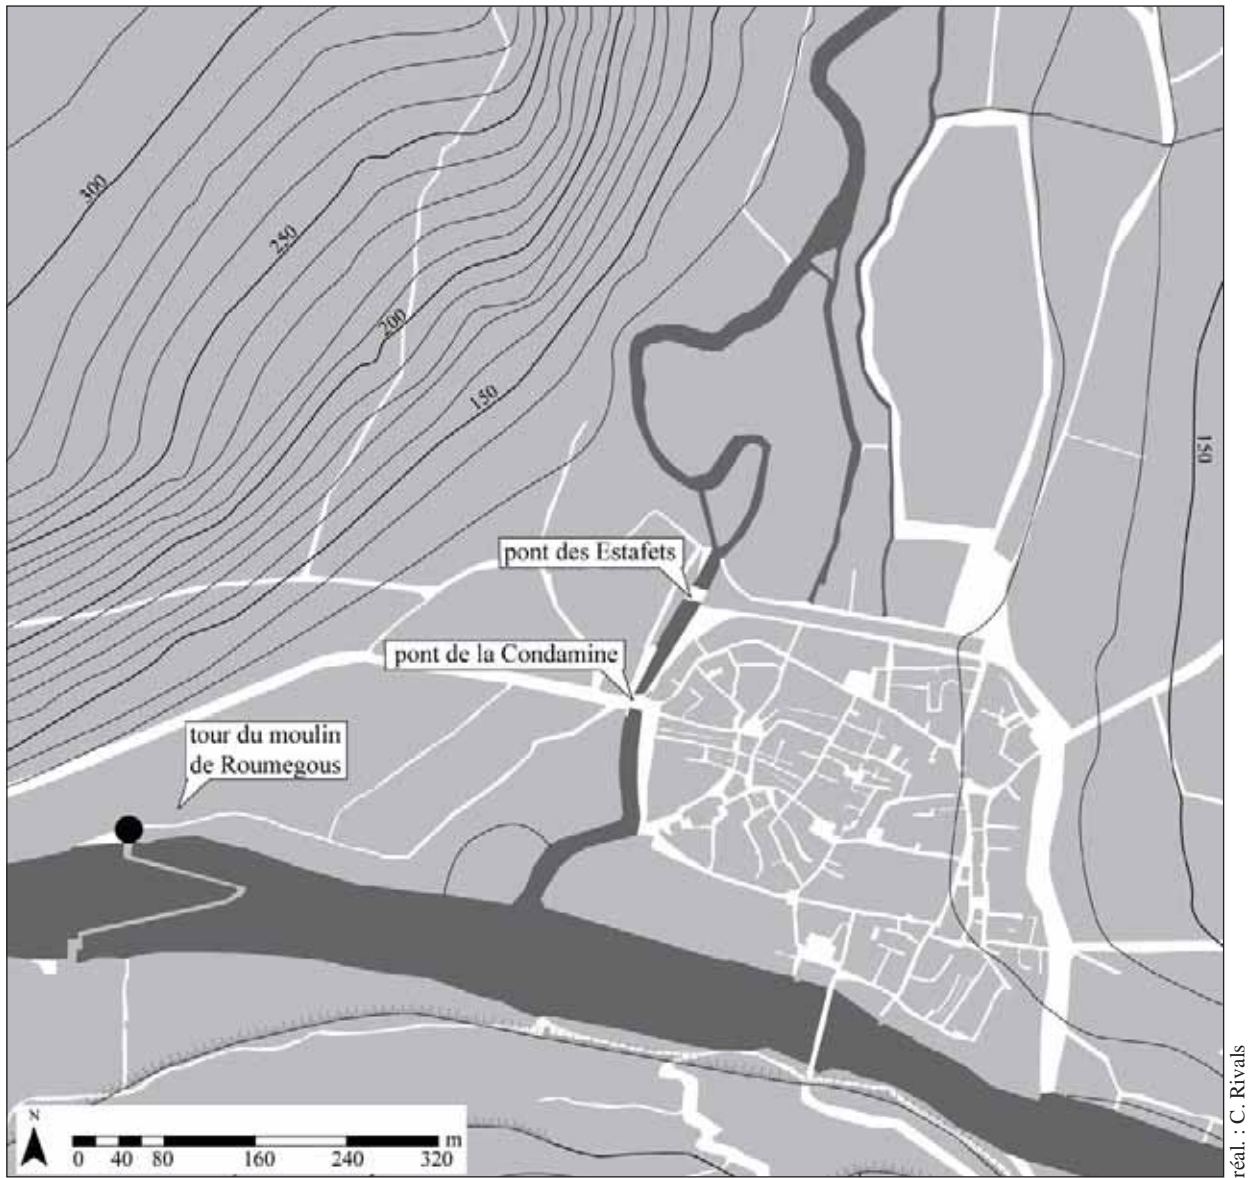 300
250
200
150
150
pont des Estafets
pont de la Condamine
tour du moulin
de Roumegous
N
0 40 80 160 240 320 m
réal. : C. Rivals